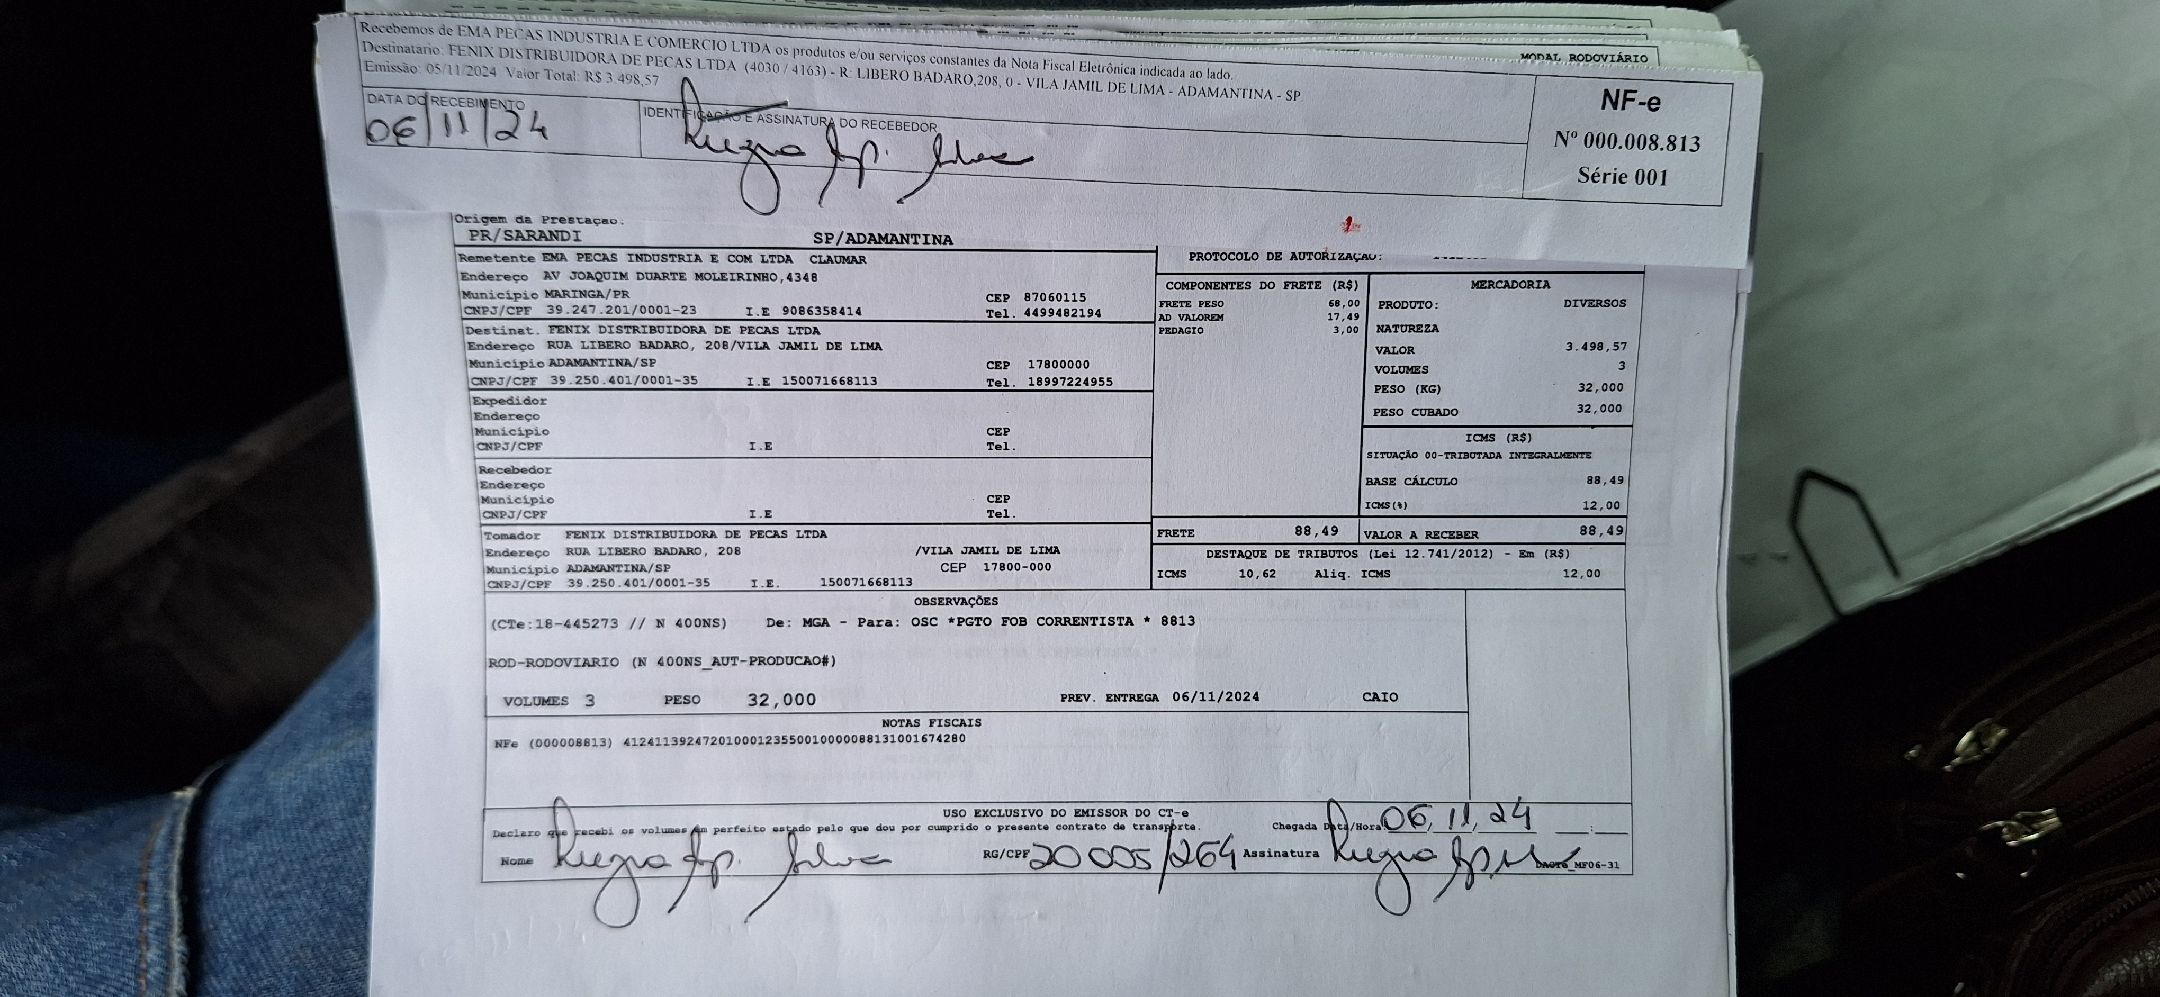 MODAL RODOVIÁRIO
Recebemos de EMA PECAS INDUSTRIA E COMERCIO LTDA os produtos e/ou serviços constantes da Nota Fiscal Eletrônica indicada ao lado.
Destinatario: FENIX DISTRIBUIDORA DE PECAS LTDA (4030 / 4163) - R: LIBERO BADARO,208, 0 - VILA JAMIL DE LIMA - ADAMANTINA - SP
Emissão: 05/11/2024 Valor Total: R$ 3.498,57
NF-e
Nº 000.008.813
Série 001
DATA DO RECEBIMENTO
06/11/24
IDENTIFICAÇÃO E ASSINATURA DO RECEBEDOR
Ap. Silva
Origem da Prestação.
PR/SARANDI SP/ADAMANTINA
PROTOCOLO DE AUTORIZAÇÃO:
Remetente EMA PECAS INDUSTRIA E COM LTDA CLAUMAR
Endereço AV JOAQUIM DUARTE MOLEIRINHO,4348
Município MARINGA/PR CEP 87060115
CNPJ/CPF 39.247.201/0001-23 I.E 9086358414 Tel. 4499482194
Destinat. FENIX DISTRIBUIDORA DE PECAS LTDA
Endereço RUA LIBERO BADARO, 208/VILA JAMIL DE LIMA
Município ADAMANTINA/SP CEP 17800000
CNPJ/CPF 39.250.401/0001-35 I.E 150071668113 Tel. 18997224955
Expedidor
Endereço
Município CEP
CNPJ/CPF I.E Tel.
Recebedor
Endereço
Município CEP
CNPJ/CPF I.E Tel.
Tomador FENIX DISTRIBUIDORA DE PECAS LTDA
Endereço RUA LIBERO BADARO, 208 /VILA JAMIL DE LIMA
Município ADAMANTINA/SP CEP 17800-000
CNPJ/CPF 39.250.401/0001-35 I.E. 150071668113
COMPONENTES DO FRETE (R$)
FRETE PESO 68,00
AD VALOREM 17,49
PEDAGIO 3,00
MERCADORIA
PRODUTO: DIVERSOS
NATUREZA
VALOR 3.498,57
VOLUMES 3
PESO (KG) 32,000
PESO CUBADO 32,000
ICMS (R$)
SITUAÇÃO 00-TRIBUTADA INTEGRALMENTE
BASE CÁLCULO 88,49
ICMS(%) 12,00
FRETE 88,49 VALOR A RECEBER 88,49
DESTAQUE DE TRIBUTOS (Lei 12.741/2012) - Em (R$)
ICMS 10,62 Aliq. ICMS 12,00
OBSERVAÇÕES
(CTe:18-445273 // N 400NS) De: MGA - Para: OSC *PGTO FOB CORRENTISTA * 8813
ROD-RODOVIARIO (N 400NS_AUT-PRODUCAO#)
VOLUMES 3 PESO 32,000 PREV. ENTREGA 06/11/2024 CAIO
NOTAS FISCAIS
NFe (000008813) 41241139247201000123550010000088131001674280
USO EXCLUSIVO DO EMISSOR DO CT-e
Declaro que recebi os volumes em perfeito estado pelo que dou por cumprido o presente contrato de transporte. Chegada Data/Hora 06,11,24
Nome Ap. Silva RG/CPF 20005/264 Assinatura DACTE_MF06-31